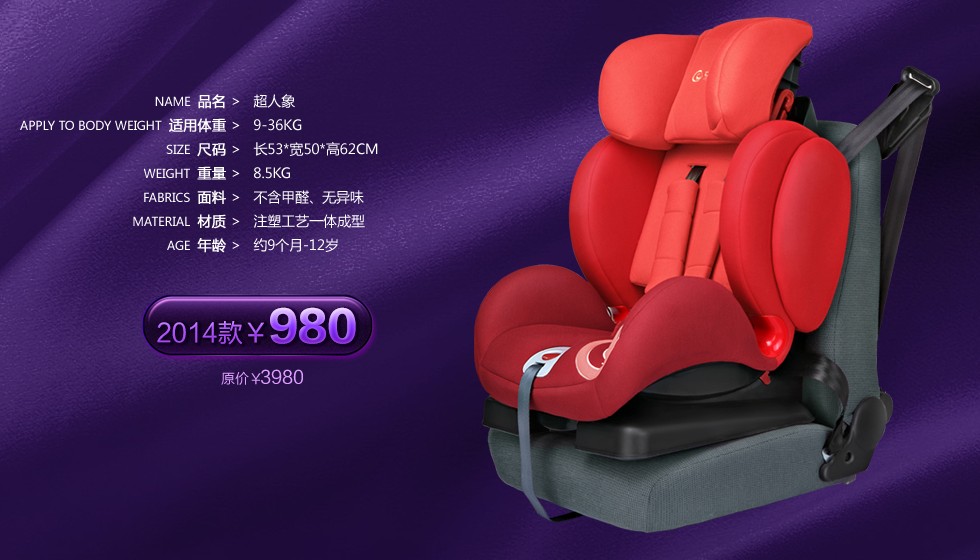 NAME 品名 > 超人象
APPLY TO BODY WEIGHT 适用体重 > 9-36KG
SIZE 尺码 > 长53*宽50*高62CM
WEIGHT 重量 > 8.5KG
FABRICS 面料 > 不含甲醛、无异味
MATERIAL 材质 > 注塑工艺一体成型
AGE 年龄 > 约9个月-12岁
2014款￥980
原价￥3980